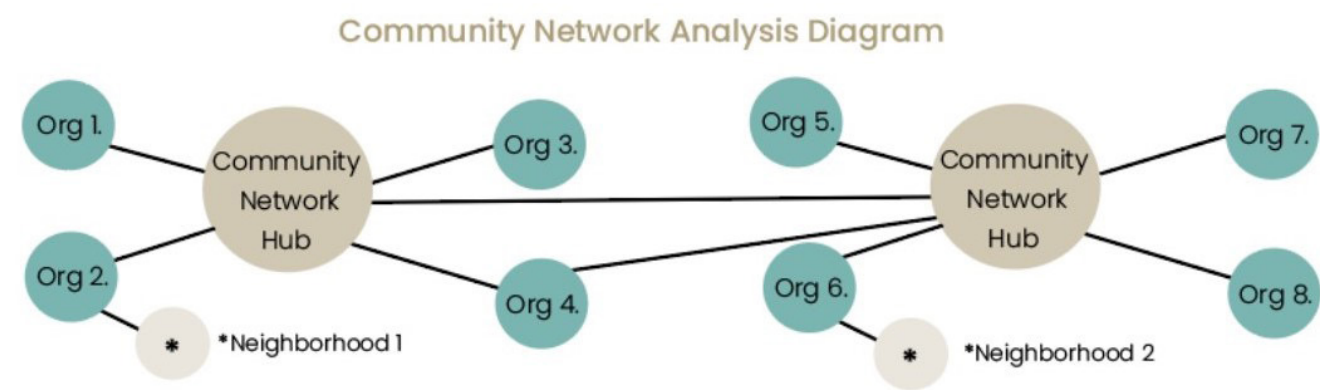 Community Network Analysis Diagram
Org 1.
Community
Network
Hub
Org 3.
Org 2.
Org 4.
*
*Neighborhood 1
Org 5.
Community
Network
Hub
Org 7.
Org 6.
Org 8.
*
*Neighborhood 2